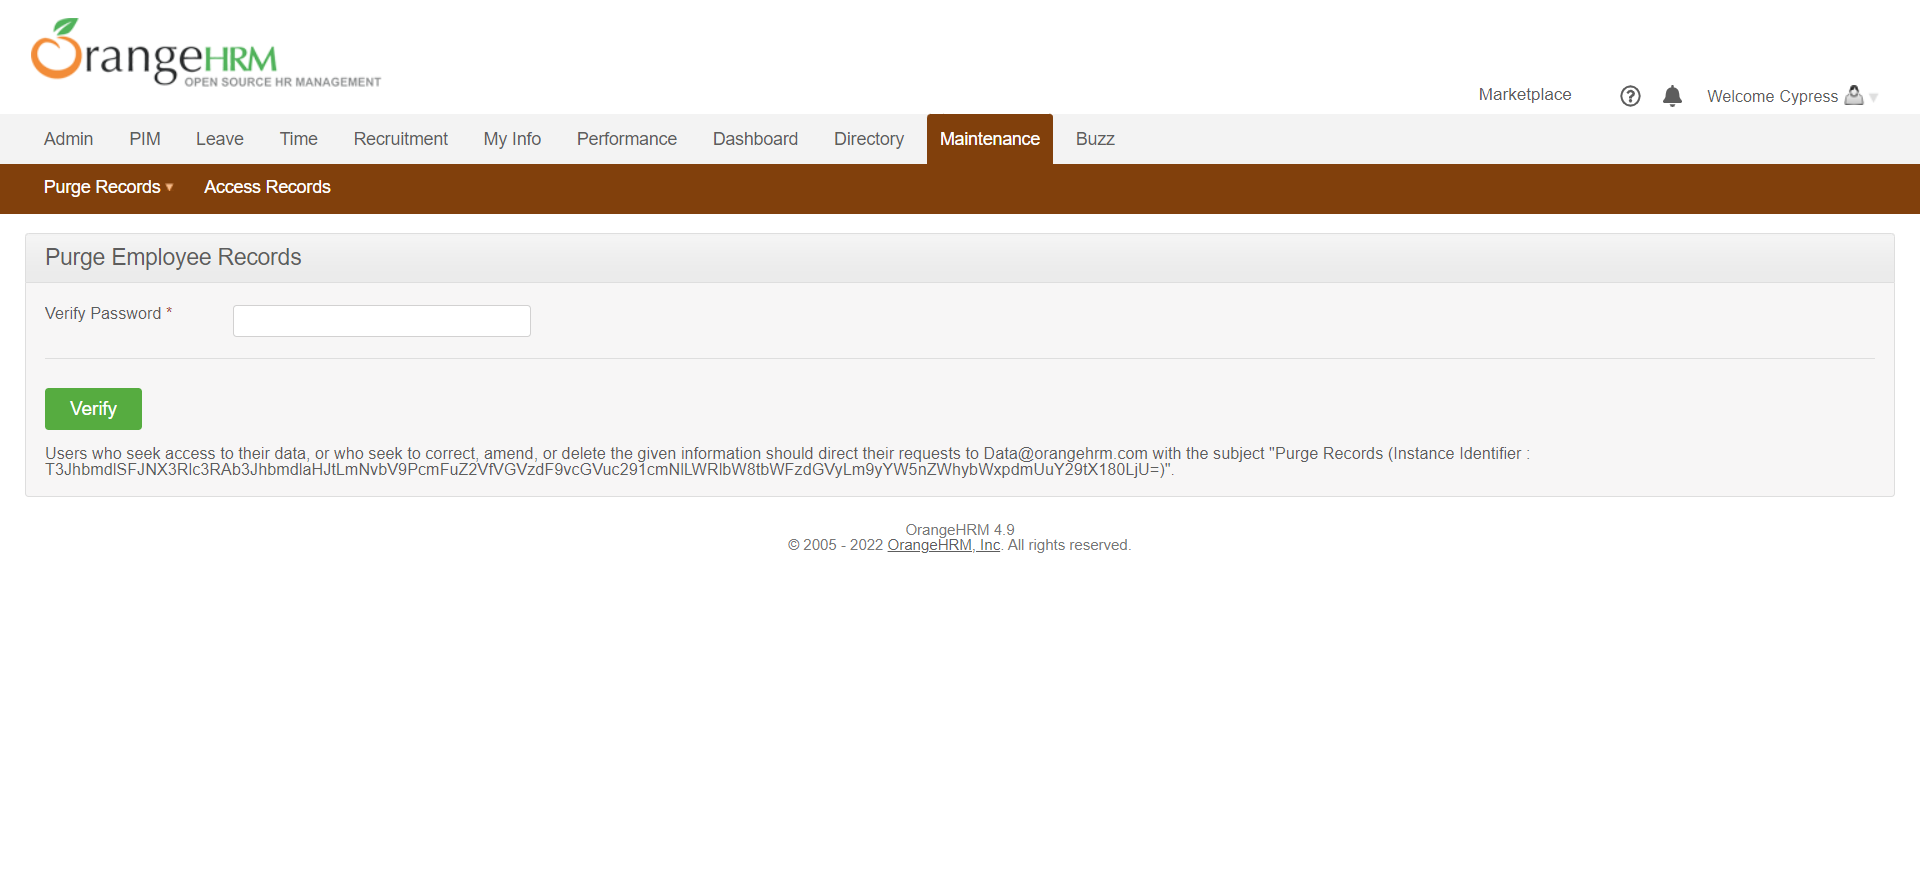 OrangeHRM
OPEN SOURCE HR MANAGEMENT
Marketplace
Welcome Cypress
Admin PIM Leave Time Recruitment My Info Performance Dashboard Directory Maintenance Buzz
Purge Records Access Records
Purge Employee Records
Verify Password *
Verify
Users who seek access to their data, or who seek to correct, amend, or delete the given information should direct their requests to Data@orangehrm.com with the subject "Purge Records (Instance Identifier :
T3JhbmdlSFJNX3Rlc3RAb3JhbmdlaHJtLmNvbV9PcmFuZ2VfVGVzdF9vcGVuc291cmNlLWRlbW8tbWFzdGVyLm9yYW5nZWhybWxpdmUuY29tX180LjU=)".
OrangeHRM 4.9
© 2005 - 2022 OrangeHRM, Inc. All rights reserved.